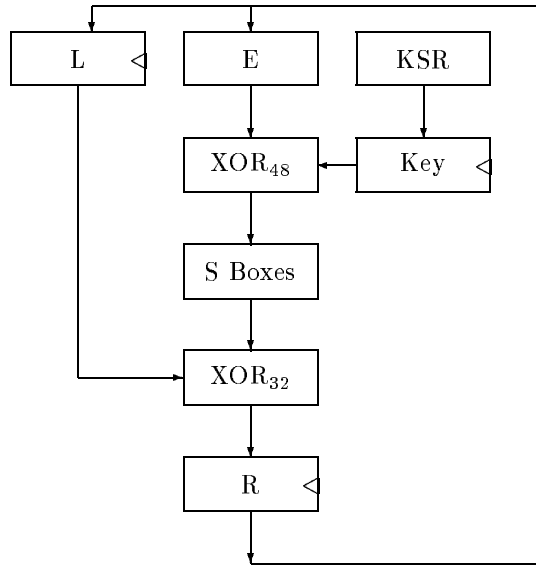 L
E
KSR
XOR₄₈
Key
S Boxes
XOR₃₂
R